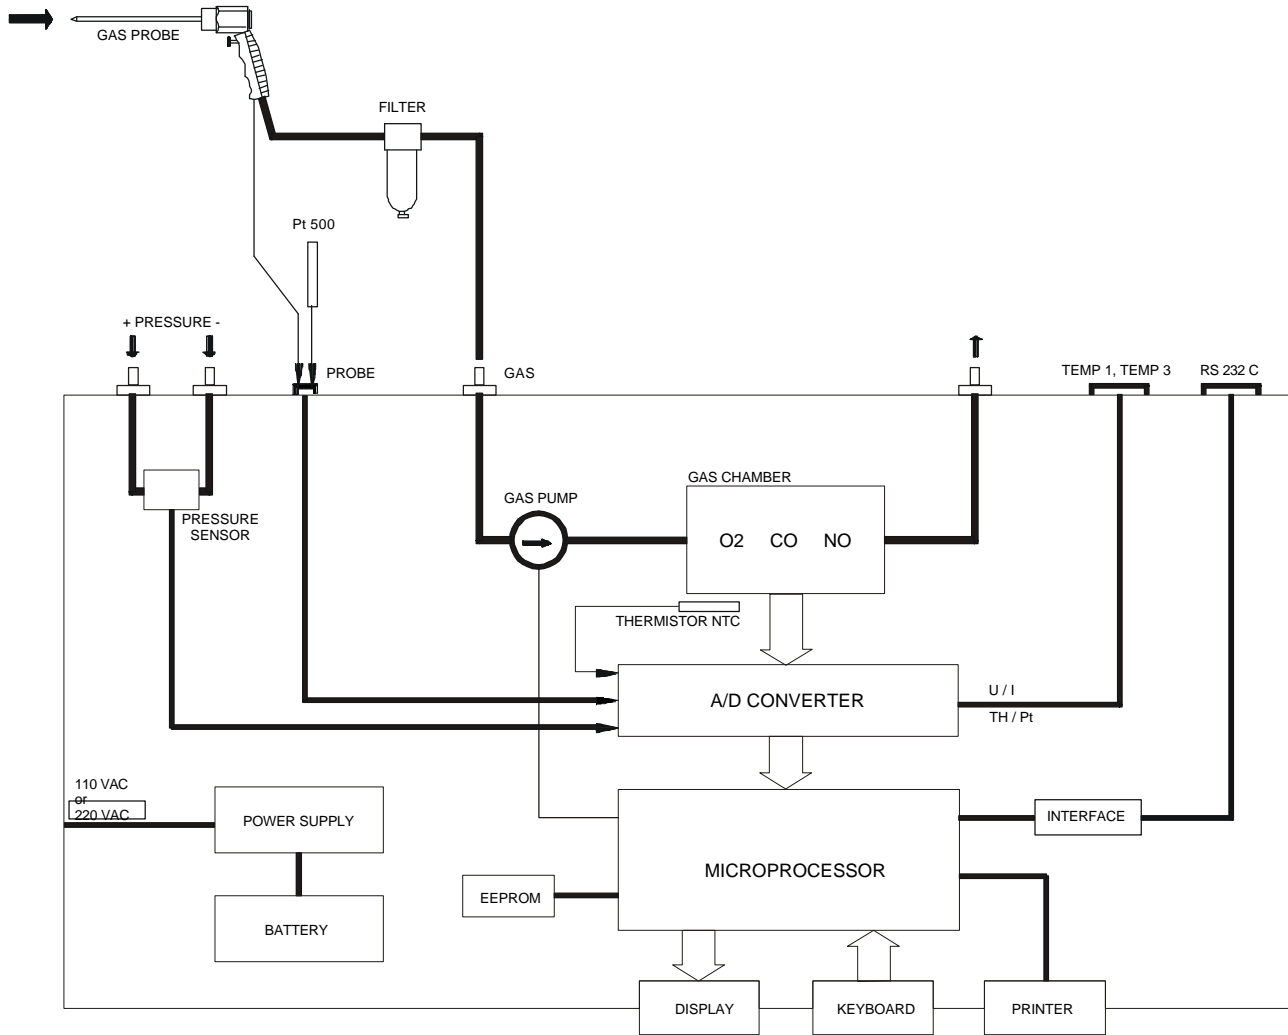 GAS PROBE
FILTER
Pt 500
+ PRESSURE -
PROBE
GAS
TEMP 1, TEMP 3
RS 232 C
GAS CHAMBER
GAS PUMP
PRESSURE
SENSOR
O2 CO NO
THERMISTOR NTC
A/D CONVERTER
U / I
TH / Pt
110 VAC
or
220 VAC
POWER SUPPLY
INTERFACE
MICROPROCESSOR
EEPROM
BATTERY
DISPLAY
KEYBOARD
PRINTER